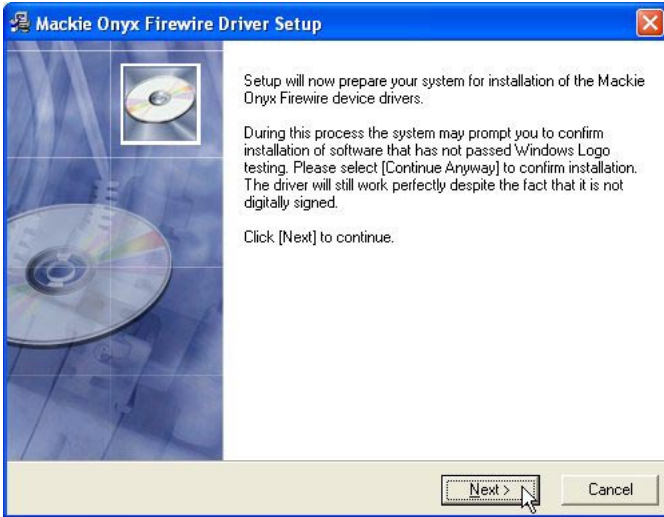 Mackie Onyx Firewire Driver Setup
Setup will now prepare your system for installation of the Mackie
Onyx Firewire device drivers.
During this process the system may prompt you to confirm
installation of software that has not passed Windows Logo
testing. Please select [Continue Anyway] to confirm installation.
The driver will still work perfectly despite the fact that it is not
digitally signed.
Click [Next] to continue.
Next >
Cancel